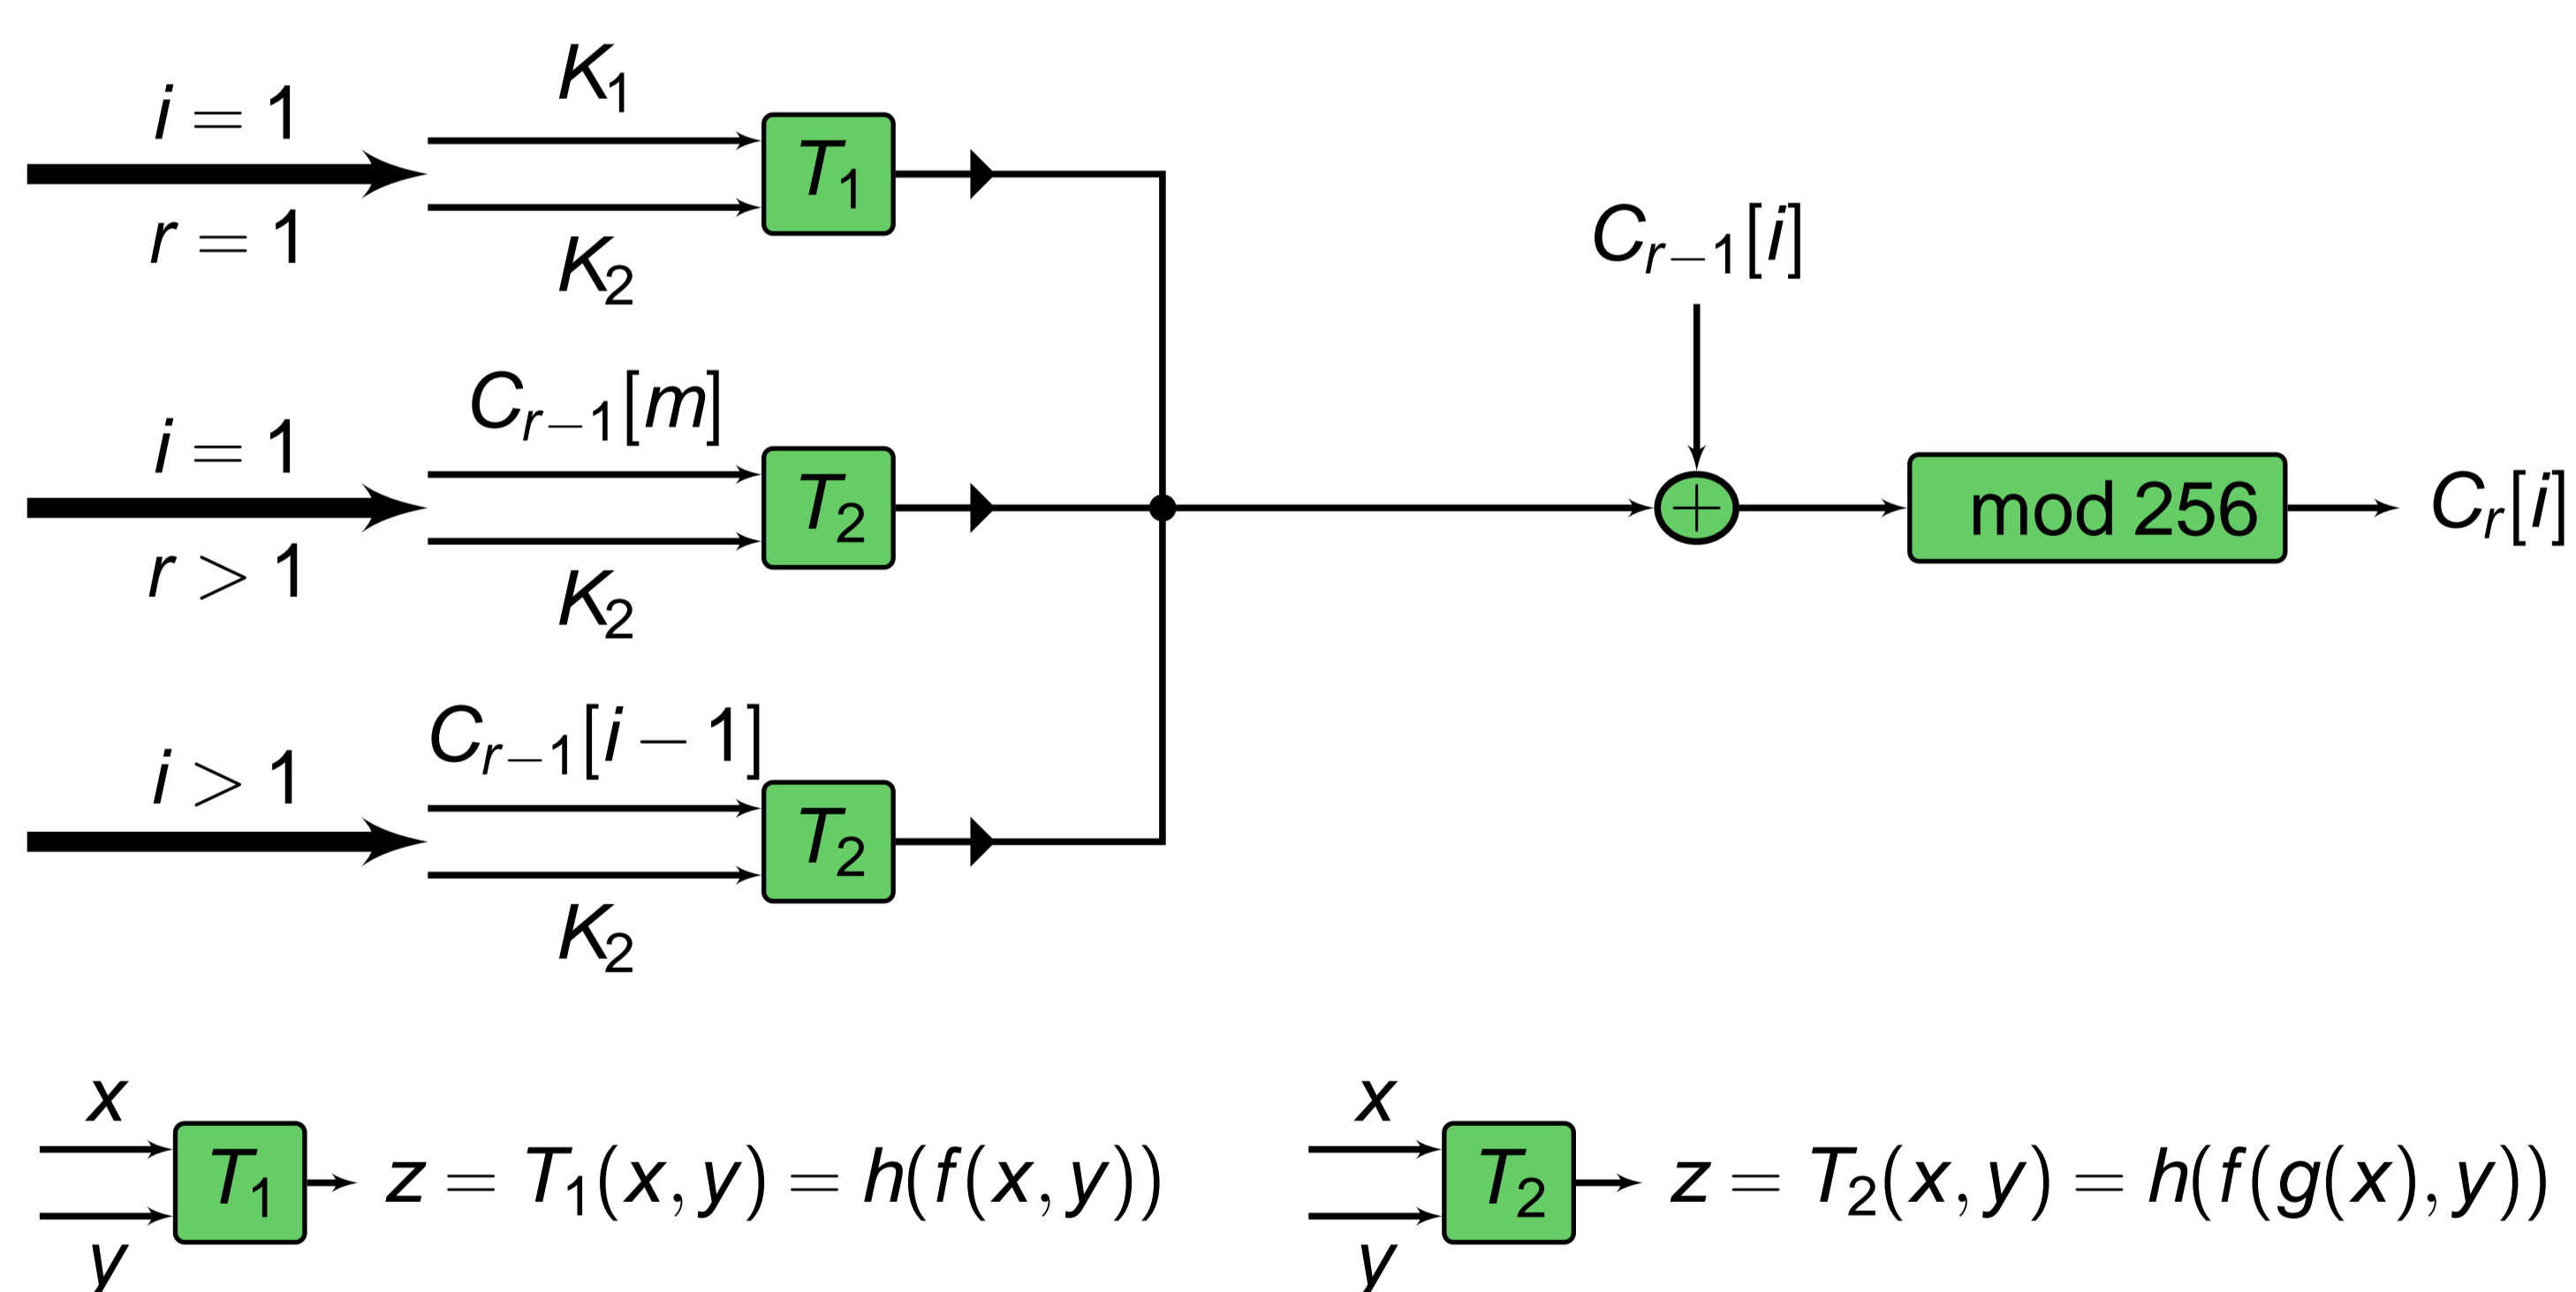 i = 1
r = 1
K₁
K₂
T₁
i = 1
r > 1
Cᵣ₋₁[m]
K₂
T₂
i > 1
Cᵣ₋₁[i − 1]
K₂
T₂
Cᵣ₋₁[i]
+
mod 256
Cᵣ[i]
x
y
T₁
z = T₁(x, y) = h(f(x, y))
x
y
T₂
z = T₂(x, y) = h(f(g(x), y))